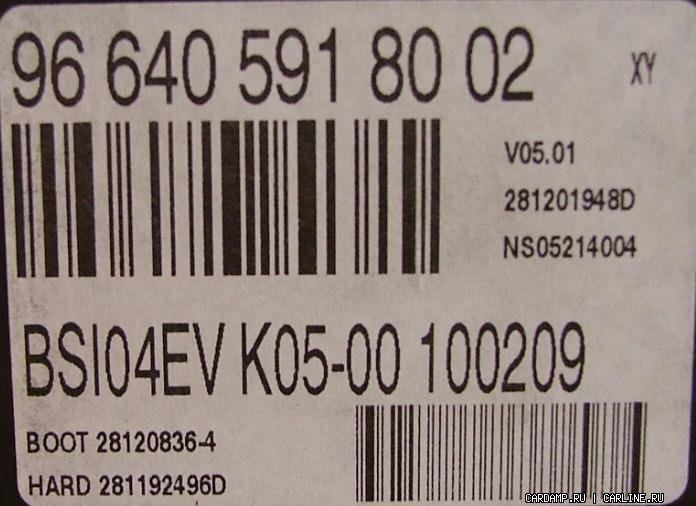 96 640 591 80 02 XY
V05.01
281201948D
NS05214004
BSI04EV K05-00 100209
BOOT 28120836-4
HARD 281192496D
CARDAMP.RU | CARLINE.RU